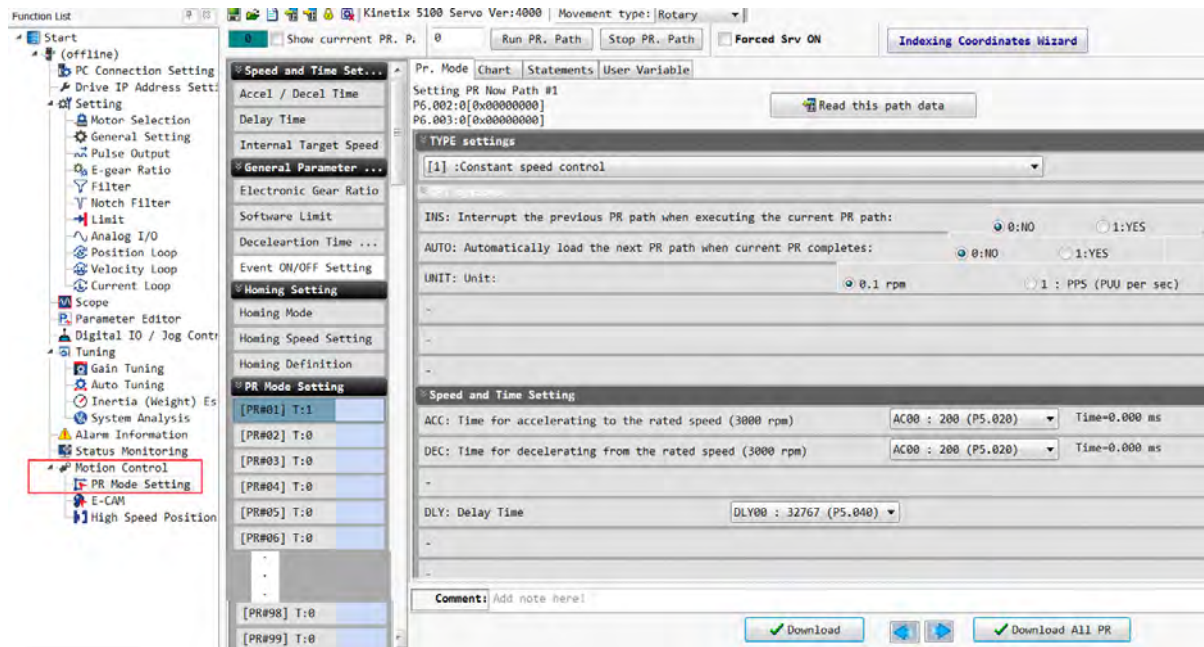 Function List
Start
(offline)
PC Connection Setting
Drive IP Address Setti
Setting
Motor Selection
General Setting
Pulse Output
E-gear Ratio
Filter
Notch Filter
Limit
Analog I/O
Position Loop
Velocity Loop
Current Loop
Scope
Parameter Editor
Digital IO / Jog Contr
Tuning
Gain Tuning
Auto Tuning
Inertia (Weight) Es
System Analysis
Alarm Information
Status Monitoring
Motion Control
PR Mode Setting
E-CAM
High Speed Position
Kinetix 5100 Servo Ver:4000 Movement type: Rotary
0 Show currrent PR. P. 0 Run PR. Path Stop PR. Path Forced Srv ON Indexing Coordinates Wizard
Speed and Time Set...
Accel / Decel Time
Delay Time
Internal Target Speed
General Parameter ...
Electronic Gear Ratio
Software Limit
Deceleartion Time ...
Event ON/OFF Setting
Homing Setting
Homing Mode
Homing Speed Setting
Homing Definition
PR Mode Setting
[PR#01] T:1
[PR#02] T:0
[PR#03] T:0
[PR#04] T:0
[PR#05] T:0
[PR#06] T:0
.
.
.
[PR#98] T:0
[PR#99] T:0
Pr. Mode Chart Statements User Variable
Setting PR Now Path #1
P6.002:0[0x00000000]
P6.003:0[0x00000000]
Read this path data
TYPE settings
[1] :Constant speed control
INS: Interrupt the previous PR path when executing the current PR path: 0:NO 1:YES
AUTO: Automatically load the next PR path when current PR completes: 0:NO 1:YES
UNIT: Unit: 0.1 rpm 1 : PPS (PUU per sec)
-
-
-
Speed and Time Setting
ACC: Time for accelerating to the rated speed (3000 rpm) AC00 : 200 (P5.020) Time=0.000 ms
DEC: Time for decelerating from the rated speed (3000 rpm) AC00 : 200 (P5.020) Time=0.000 ms
-
DLY: Delay Time DLY00 : 32767 (P5.040)
-
-
Comment: Add note here!
Download Download All PR